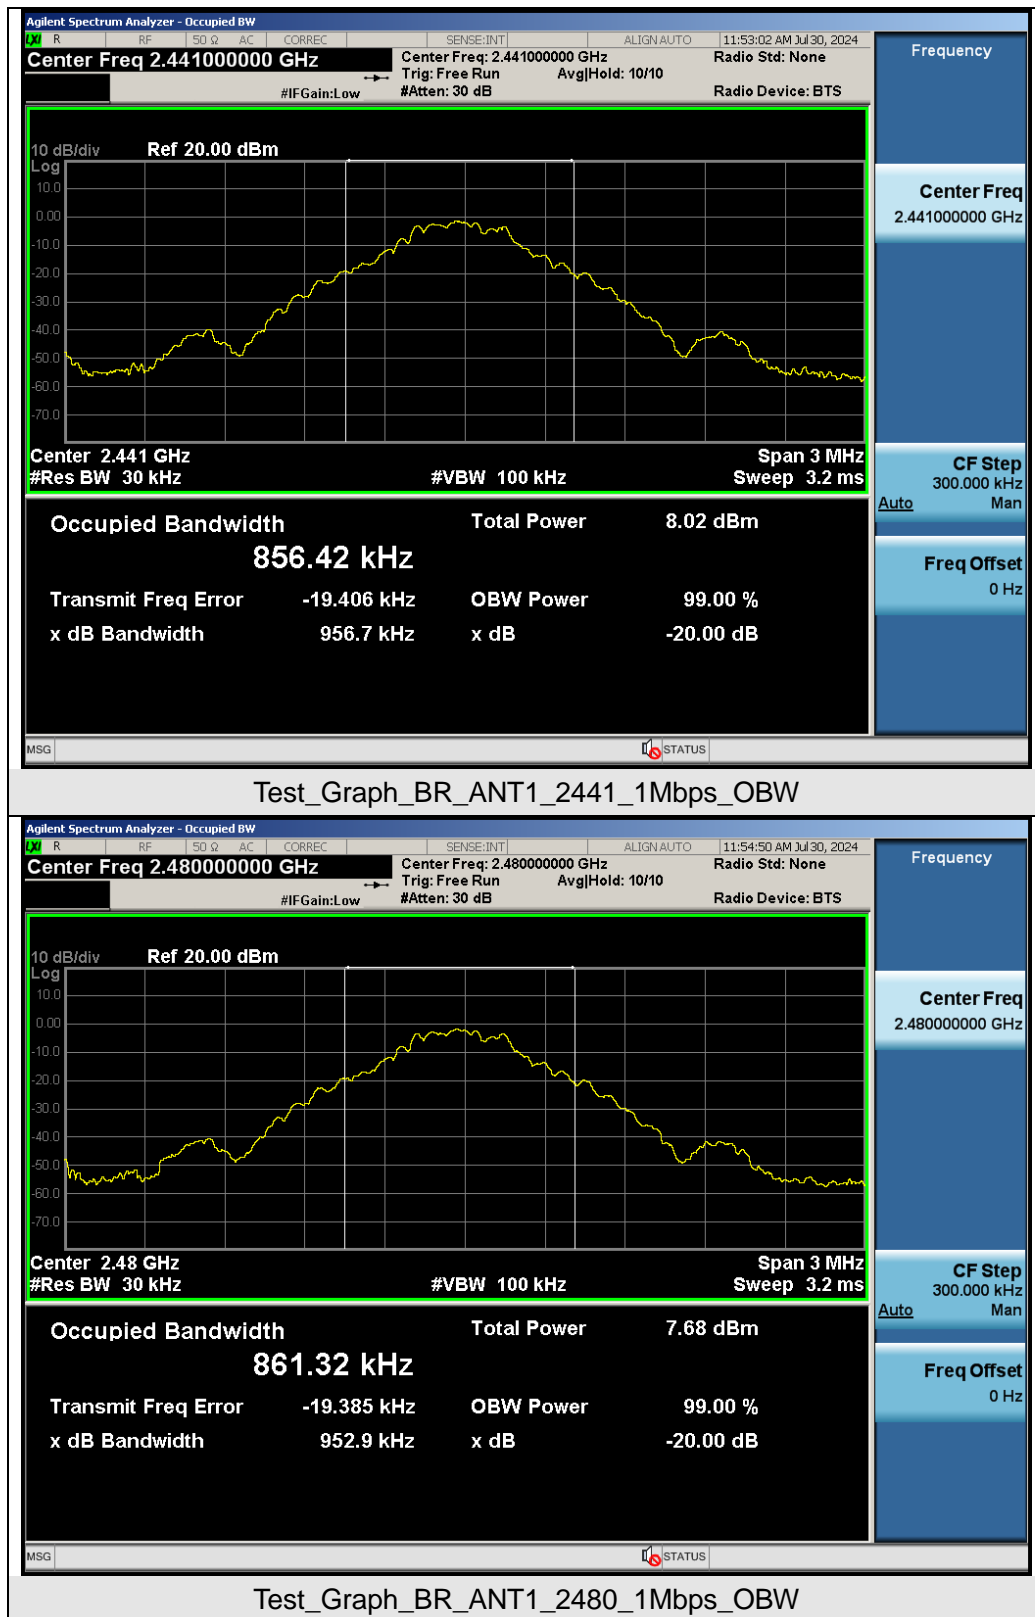 Agilent Spectrum Analyzer - Occupied BW
LXI R RF 50 Ω AC CORREC SENSE:INT ALIGN AUTO 11:53:02 AM Jul 30, 2024
Center Freq 2.441000000 GHz
Center Freq: 2.441000000 GHz
Radio Std: None
Trig: Free Run Avg|Hold: 10/10
#IFGain:Low
#Atten: 30 dB
Radio Device: BTS
Frequency
10 dB/div Ref 20.00 dBm
Log
10.0
0.00
-10.0
-20.0
-30.0
-40.0
-50.0
-60.0
-70.0
Center Freq
2.441000000 GHz
Center 2.441 GHz Span 3 MHz
#Res BW 30 kHz #VBW 100 kHz Sweep 3.2 ms
CF Step
300.000 kHz
Auto Man
Occupied Bandwidth Total Power 8.02 dBm
856.42 kHz
Transmit Freq Error -19.406 kHz OBW Power 99.00 %
x dB Bandwidth 956.7 kHz x dB -20.00 dB
Freq Offset
0 Hz
MSG STATUS
Test_Graph_BR_ANT1_2441_1Mbps_OBW
Agilent Spectrum Analyzer - Occupied BW
LXI R RF 50 Ω AC CORREC SENSE:INT ALIGN AUTO 11:54:50 AM Jul 30, 2024
Center Freq 2.480000000 GHz
Center Freq: 2.480000000 GHz
Radio Std: None
Trig: Free Run Avg|Hold: 10/10
#IFGain:Low
#Atten: 30 dB
Radio Device: BTS
Frequency
10 dB/div Ref 20.00 dBm
Log
10.0
0.00
-10.0
-20.0
-30.0
-40.0
-50.0
-60.0
-70.0
Center Freq
2.480000000 GHz
Center 2.48 GHz Span 3 MHz
#Res BW 30 kHz #VBW 100 kHz Sweep 3.2 ms
CF Step
300.000 kHz
Auto Man
Occupied Bandwidth Total Power 7.68 dBm
861.32 kHz
Transmit Freq Error -19.385 kHz OBW Power 99.00 %
x dB Bandwidth 952.9 kHz x dB -20.00 dB
Freq Offset
0 Hz
MSG STATUS
Test_Graph_BR_ANT1_2480_1Mbps_OBW